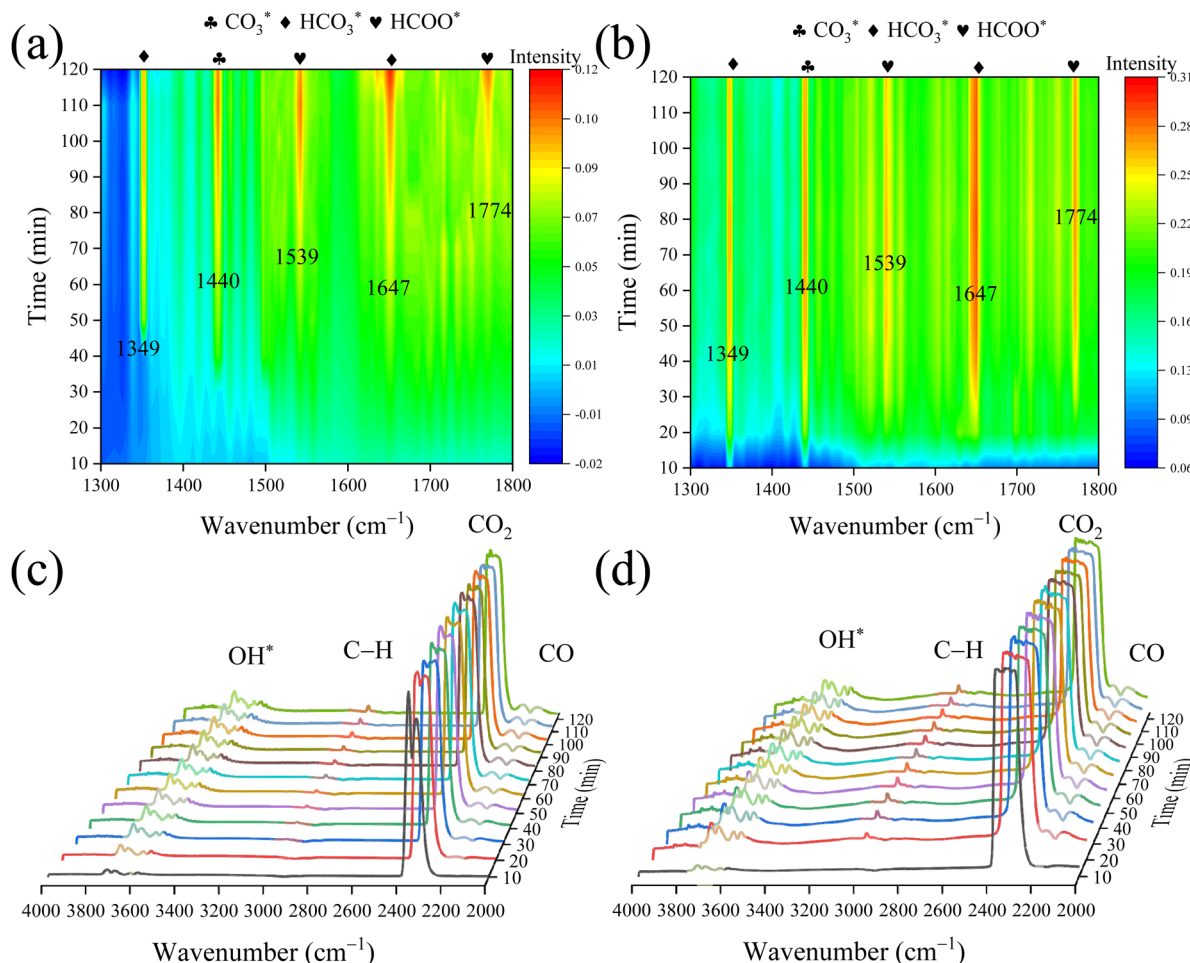 (a)
♣ CO₃* ♦ HCO₃* ♥ HCOO*
Intensity
♦ ♣ ♥ ♦ ♥
120
110
100
90
80
70
60
50
40
30
20
10
Time (min)
1349
1440
1539
1647
1774
0.12
0.10
0.09
0.07
0.05
0.03
0.01
-0.01
-0.02
1300 1400 1500 1600 1700 1800
Wavenumber (cm⁻¹)
(b)
♣ CO₃* ♦ HCO₃* ♥ HCOO*
Intensity
♦ ♣ ♥ ♦ ♥
120
110
100
90
80
70
60
50
40
30
20
10
Time (min)
1349
1440
1539
1647
1774
0.31
0.26
0.25
0.22
0.19
0.16
0.13
0.09
0.06
1300 1400 1500 1600 1700 1800
Wavenumber (cm⁻¹)
(c)
CO₂
OH*
C−H
CO
120
110
100
90
80
70
60
50
40
30
20
10
Time (min)
4000 3800 3600 3400 3200 3000 2800 2600 2400 2200 2000
Wavenumber (cm⁻¹)
(d)
CO₂
OH*
C−H
CO
120
110
100
90
80
70
60
50
40
30
20
10
Time (min)
4000 3800 3600 3400 3200 3000 2800 2600 2400 2200 2000
Wavenumber (cm⁻¹)